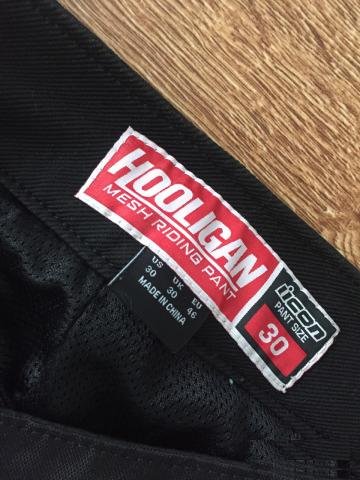 HOOLIGAN
MESH RIDING PANT
icon
PANT SIZE
30
US UK EU
30 30 46
MADE IN CHINA